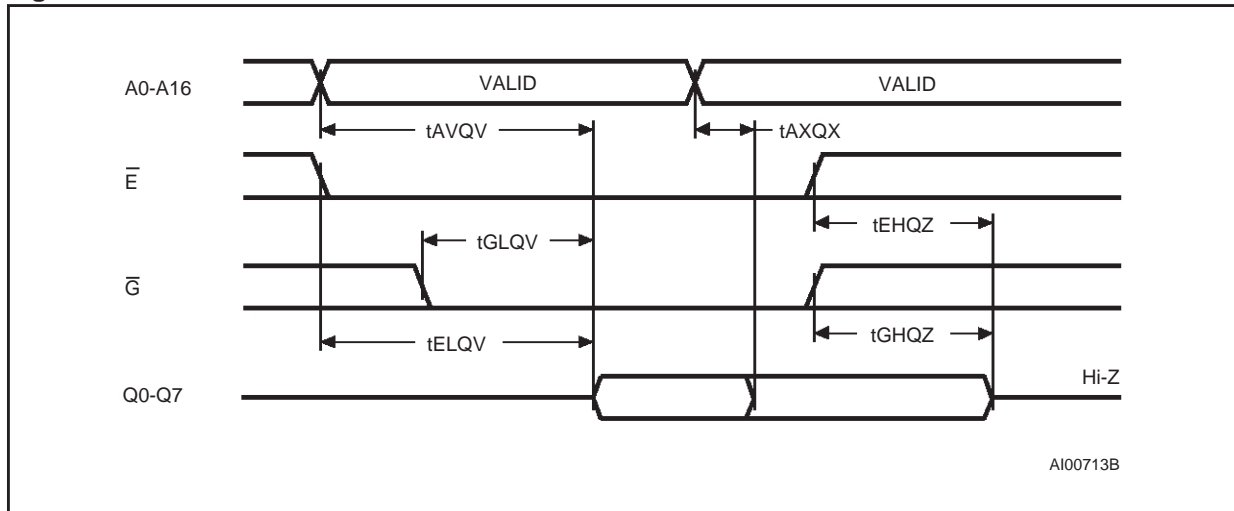 A0-A16
VALID
VALID
tAVQV
tAXQX
E̅
tEHQZ
tGLQV
G̅
tGHQZ
tELQV
Hi-Z
Q0-Q7
AI00713B